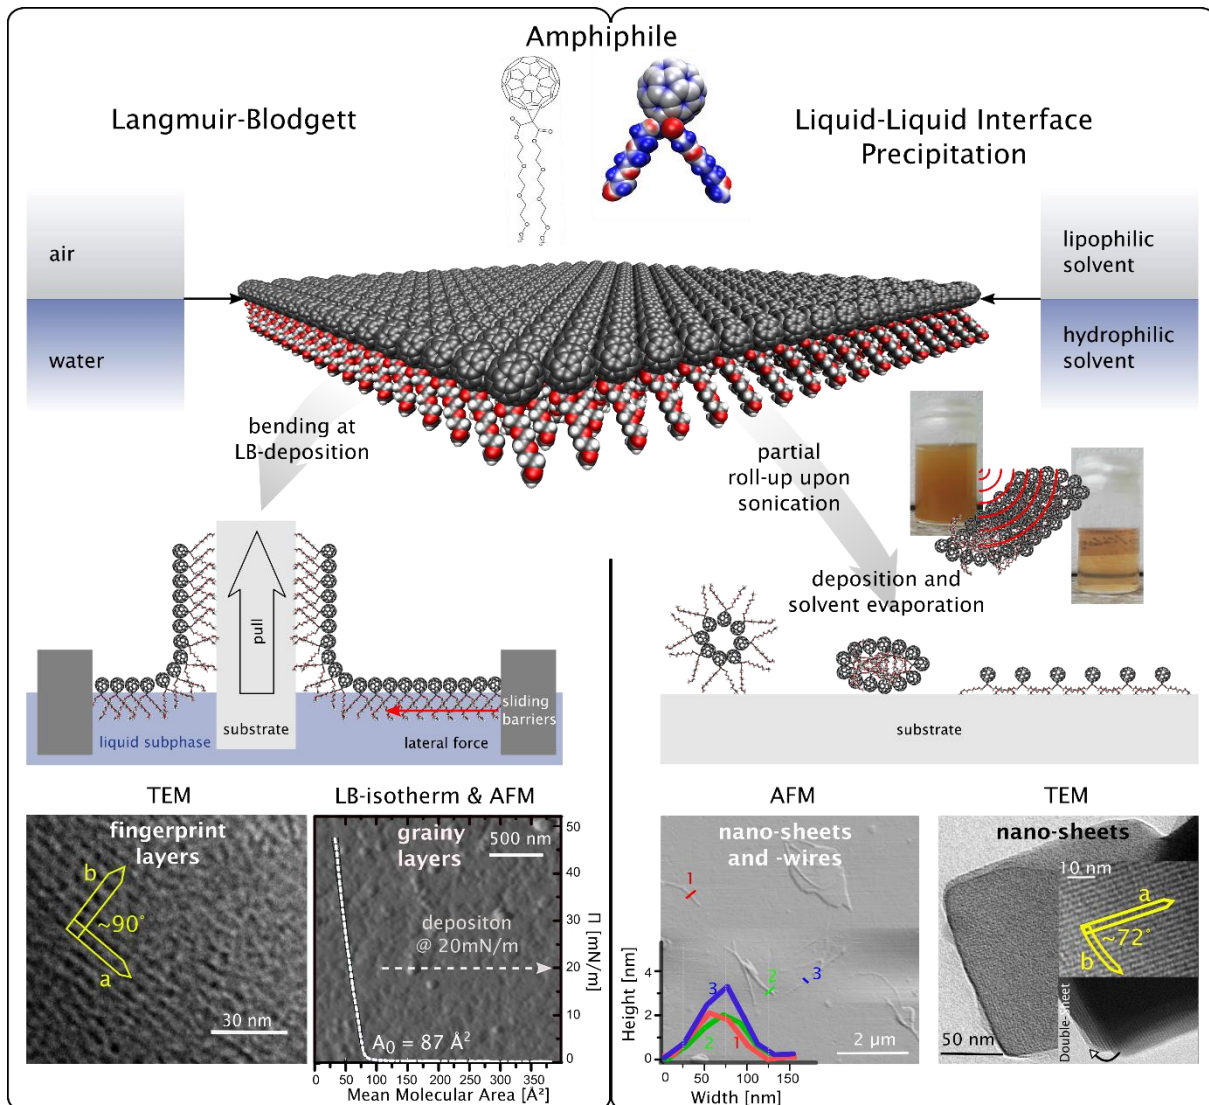 Amphiphile
Langmuir-Blodgett
Liquid-Liquid Interface
Precipitation
air
water
lipophilic
solvent
hydrophilic
solvent
bending at
LB-deposition
partial
roll-up upon
sonication
deposition and
solvent evaporation
pull
substrate
liquid subphase
lateral force
sliding
barriers
substrate
TEM
fingerprint
layers
b
~90°
a
30 nm
LB-isotherm & AFM
grainy
layers
500 nm
depositon
@ 20mN/m
A₀ = 87 Å²
50
40
30
20
10
0
Π [mN/m]
0 50 100 150 200 250 300 350
Mean Molecular Area [Å²]
AFM
nano-sheets
and -wires
1
2
3
3
2
1
Height [nm]
4
2
0
0 50 100 150
Width [nm]
2 μm
TEM
nano-sheets
10 nm
a
~72°
b
Double-sheet
50 nm